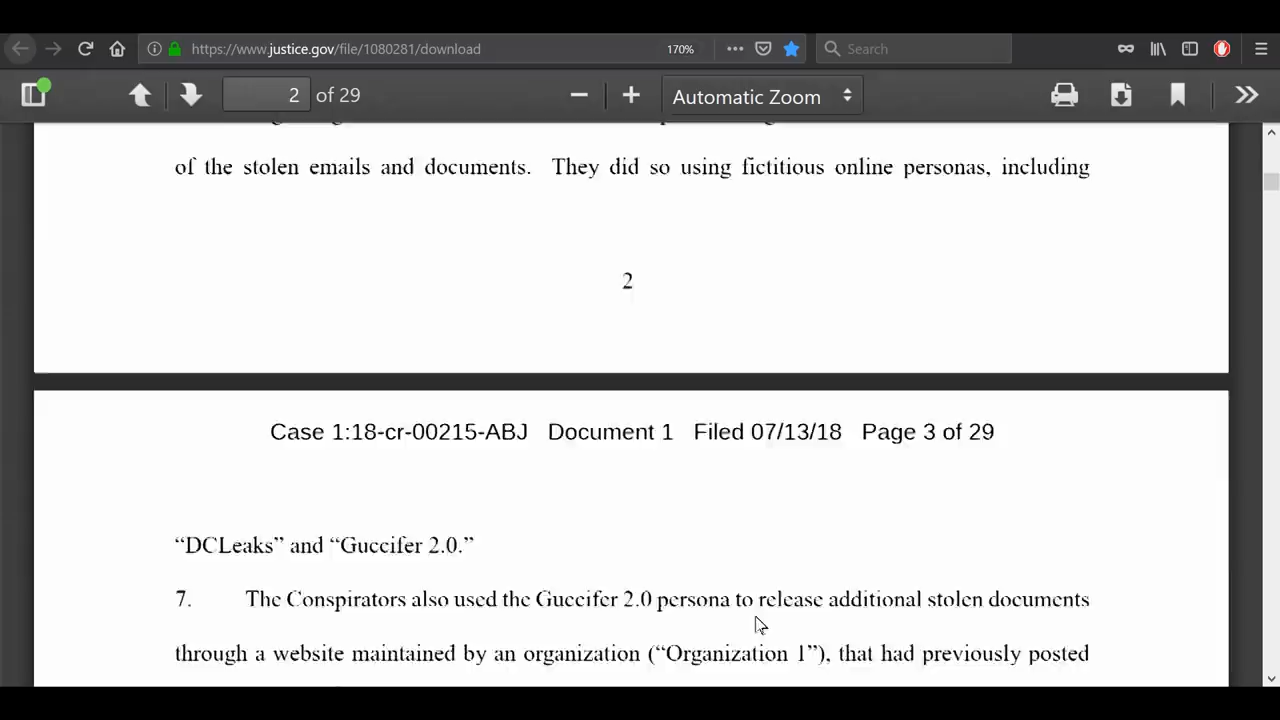 https://www.justice.gov/file/1080281/download 170% Search
2 of 29 Automatic Zoom
of the stolen emails and documents. They did so using fictitious online personas, including
2
Case 1:18-cr-00215-ABJ Document 1 Filed 07/13/18 Page 3 of 29
“DCLeaks” and “Guccifer 2.0.”
7. The Conspirators also used the Guccifer 2.0 persona to release additional stolen documents
through a website maintained by an organization (“Organization 1”), that had previously posted